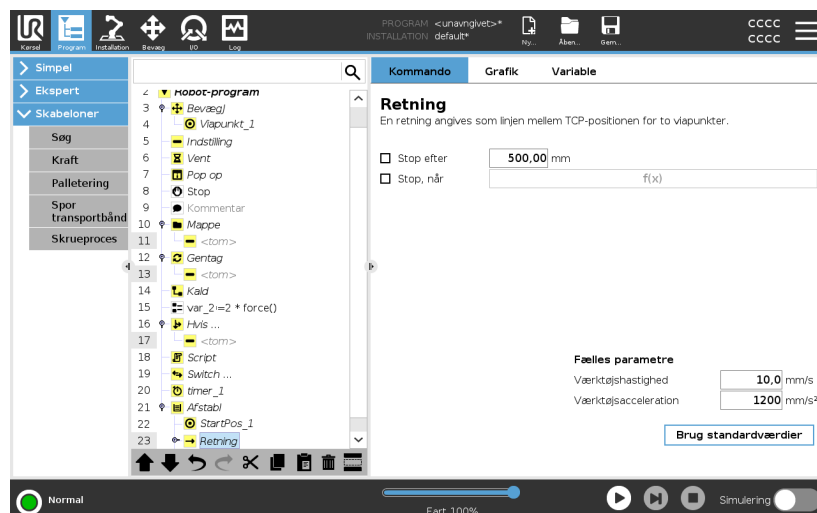 PROGRAM <unavngivet>*
INSTALLATION default*
Kørsel
Program
Installation
Bevæg
I/O
Log
Ny...
Åben...
Gem...
CCCC
CCCC
Simpel
Ekspert
Skabeloner
Søg
Kraft
Palletering
Spor
transportbånd
Skrueproces
2 Robot-program
3 BevægJ
4 Viapunkt_1
5 Indstilling
6 Vent
7 Pop op
8 Stop
9 Kommentar
10 Mappe
11 <tom>
12 Gentag
13 <tom>
14 Kald
15 var_2:=2 * force()
16 Hvis ...
17 <tom>
18 Script
19 Switch ...
20 timer_1
21 Afstabl
22 StartPos_1
23 Retning
Kommando
Grafik
Variable
Retning
En retning angives som linjen mellem TCP-positionen for to viapunkter.
Stop efter 500,00 mm
Stop, når f(x)
Fælles parametre
Værktøjshastighed 10,0 mm/s
Værktøjsacceleration 1200 mm/s²
Brug standardværdier
Normal
Fart 100%
Simulering